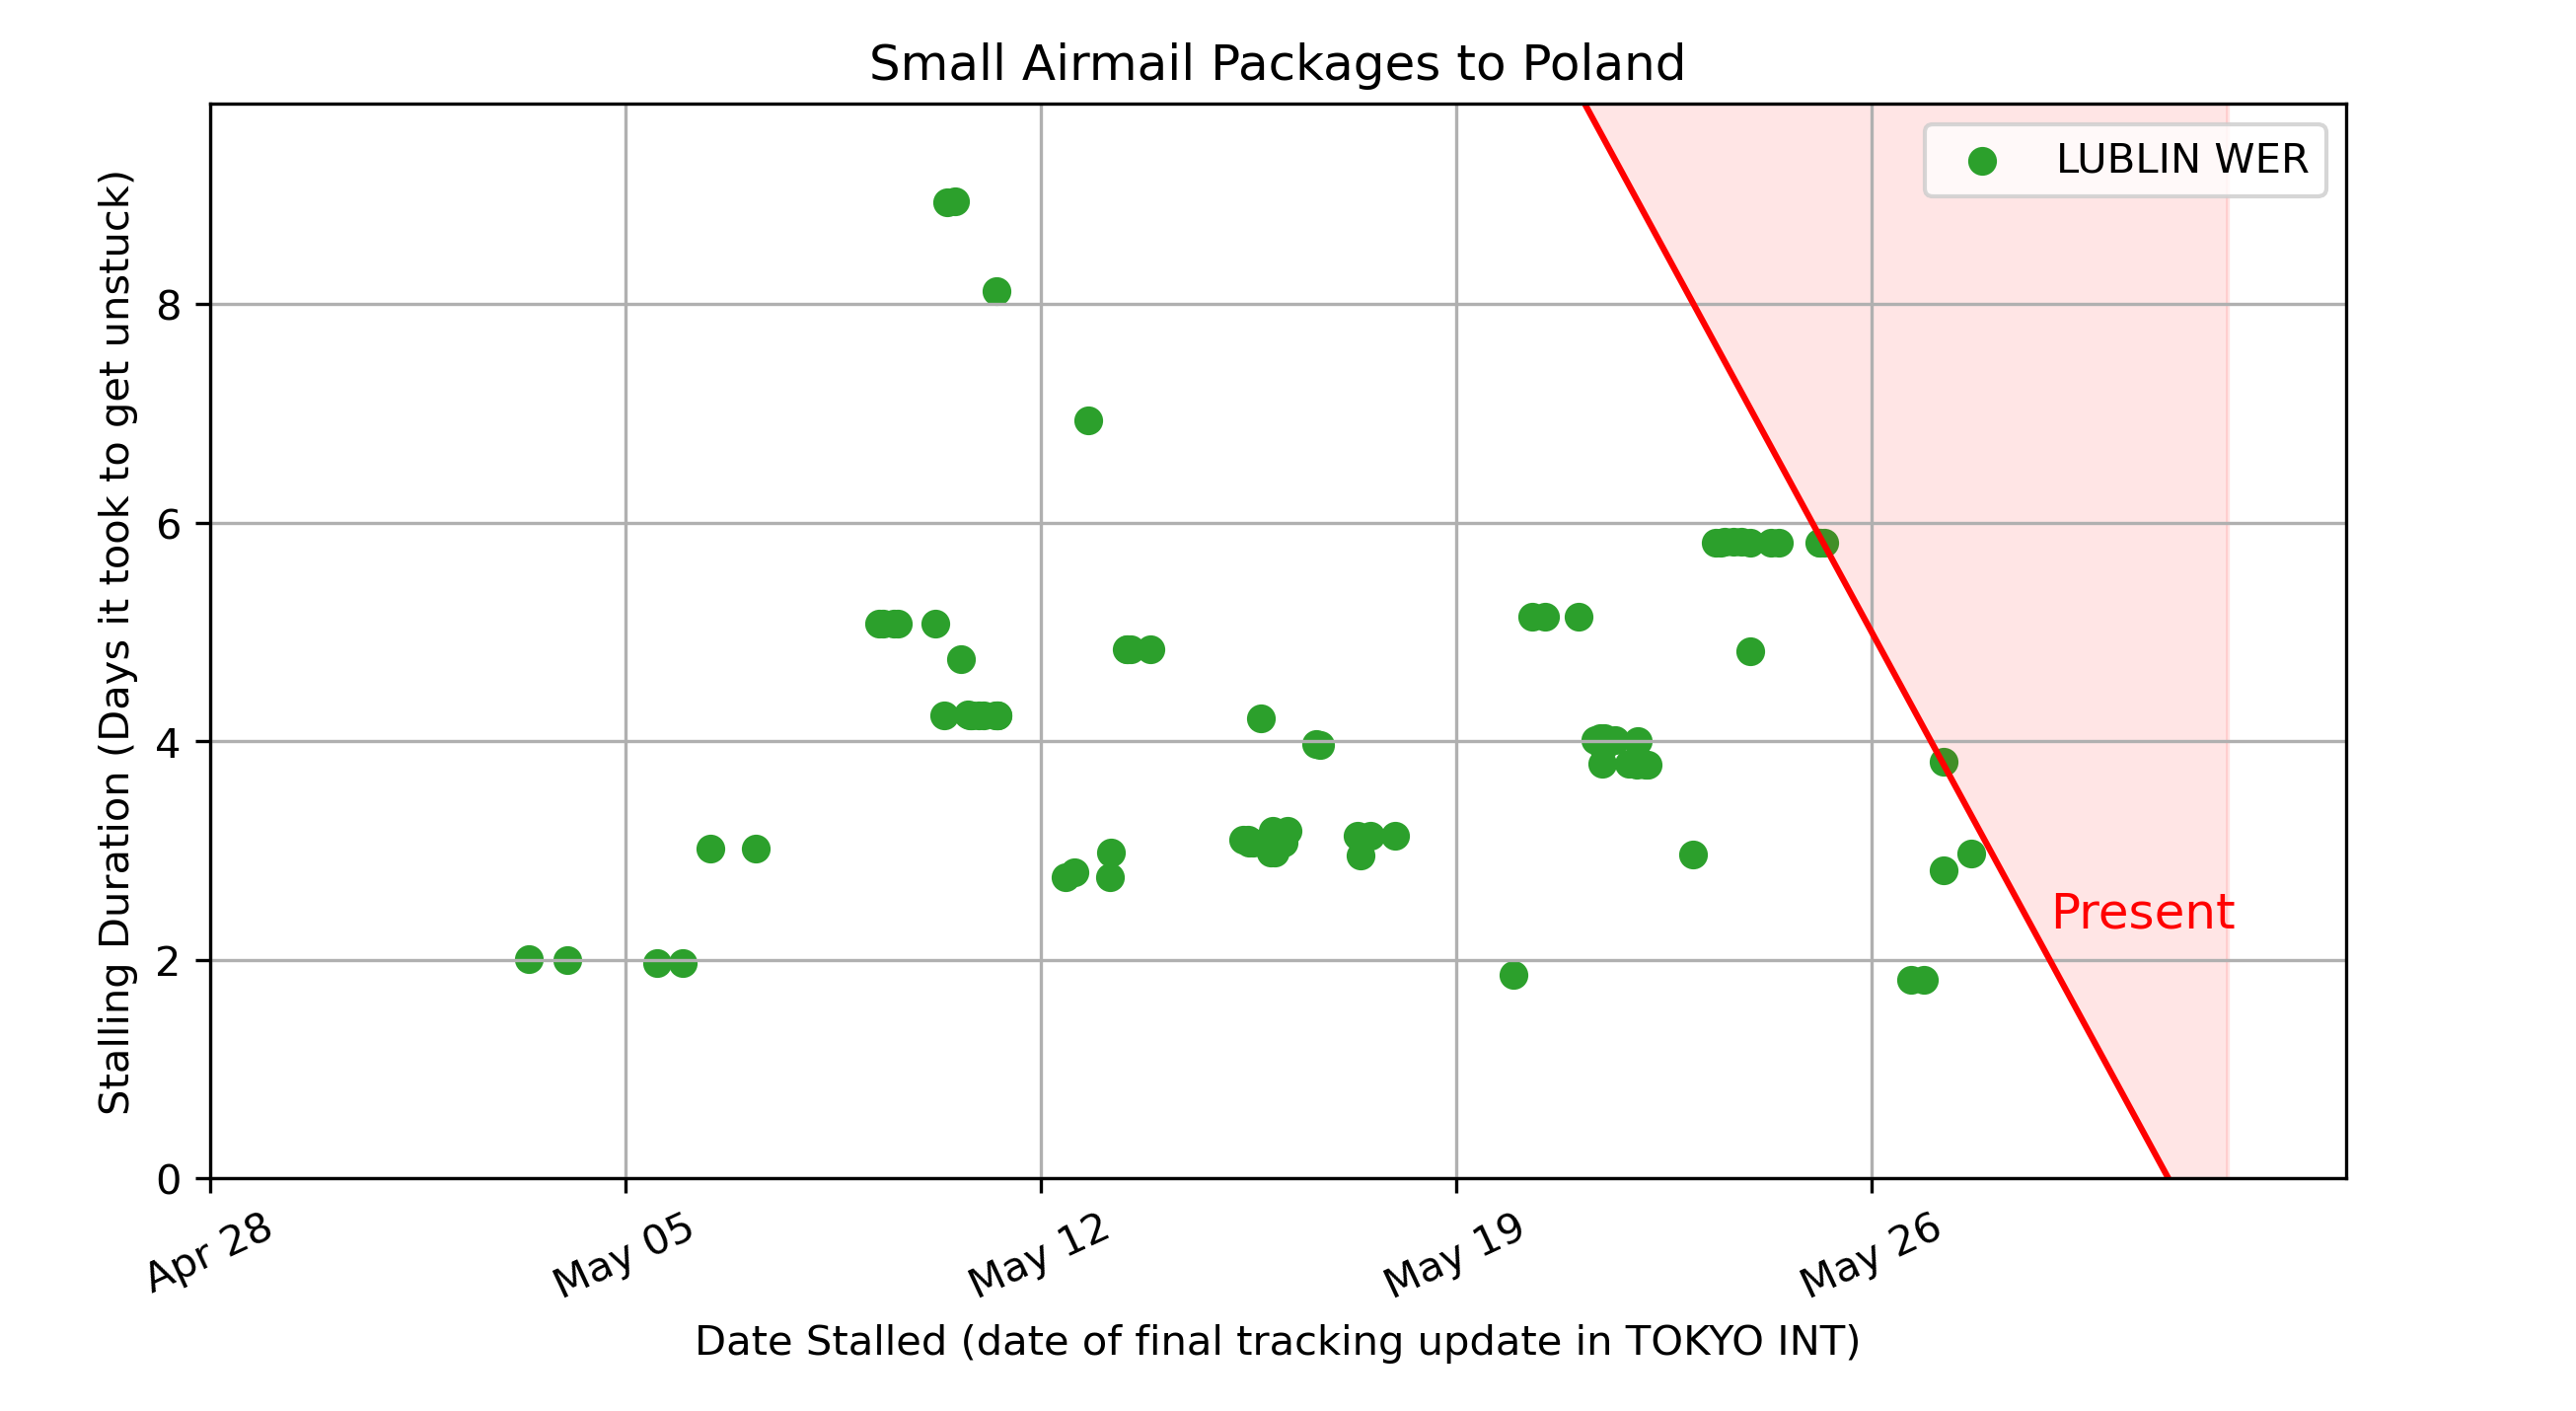 Small Airmail Packages to Poland
LUBLIN WER
Stalling Duration (Days it took to get unstuck)
8
6
4
2
0
Present
Apr 28
May 05
May 12
May 19
May 26
Date Stalled (date of final tracking update in TOKYO INT)